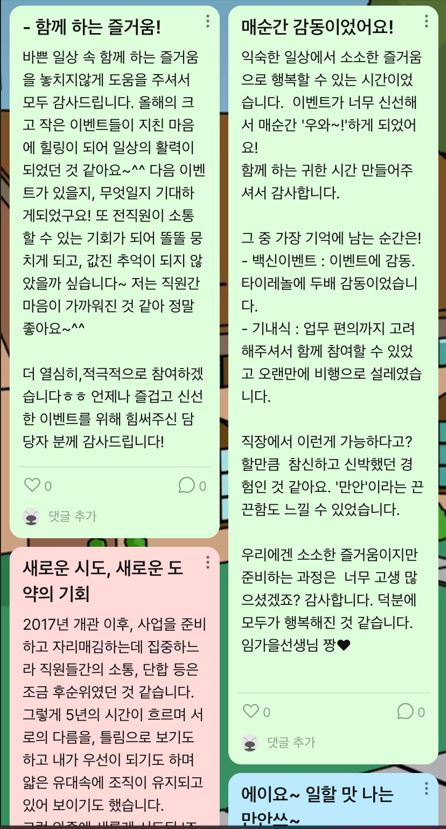 - 함께 하는 즐거움!
바쁜 일상 속 함께 하는 즐거움
을 놓치지않게 도움을 주셔서
모두 감사드립니다. 올해의 크
고 작은 이벤트들이 지친 마음
에 힐링이 되어 일상의 활력이
되었던 것 같아요~^^ 다음 이벤
트가 있을지, 무엇일지 기대하
게되었구요! 또 전직원이 소통
할 수 있는 기회가 되어 똘똘 뭉
치게 되고, 값진 추억이 되지 않
았을까 싶습니다~ 저는 직원간
마음이 가까워진 것 같아 정말
좋아요~^^
더 열심히,적극적으로 참여하겠
습니다ㅎㅎ 언제나 즐겁고 신선
한 이벤트를 위해 힘써주신 담
당자 분께 감사드립니다!
0 0
댓글 추가
새로운 시도, 새로운 도
약의 기회
2017년 개관 이후, 사업을 준비
하고 자리매김하는데 집중하느
라 직원들간의 소통, 단합 등은
조금 후순위였던 것 같습니다.
그렇게 5년의 시간이 흐르며 서
로의 다름을, 틀림으로 보기도
하고 내가 우선이 되기도 하며
얇은 유대속에 조직이 유지되고
있어 보이기도 했습니다.
매순간 감동이었어요!
익숙한 일상에서 소소한 즐거움
으로 행복할 수 있는 시간이었
습니다.  이벤트가 너무 신선해
서 매순간 '우와~!'하게 되었어
요!
함께 하는 귀한 시간 만들어주
셔서 감사합니다.
그 중 가장 기억에 남는 순간은!
- 백신이벤트 : 이벤트에 감동.
타이레놀에 두배 감동이었습니
다.
- 기내식 : 업무 편의까지 고려
해주셔서 함께 참여할 수 있었
고 오랜만에 비행으로 설레였습
니다.
직장에서 이런게 가능하다고?
할만큼  참신하고 신박했던 경
험인 것 같아요. '만안'이라는 끈
끈함도 느낄 수 있었습니다.
우리에겐 소소한 즐거움이지만
준비하는 과정은  너무 고생 많
으셨겠죠? 감사합니다. 덕분에
모두가 행복해진 것 같습니다.
임가을선생님 짱♥
0 0
댓글 추가
에이요~ 일할 맛 나는
만안쓰~